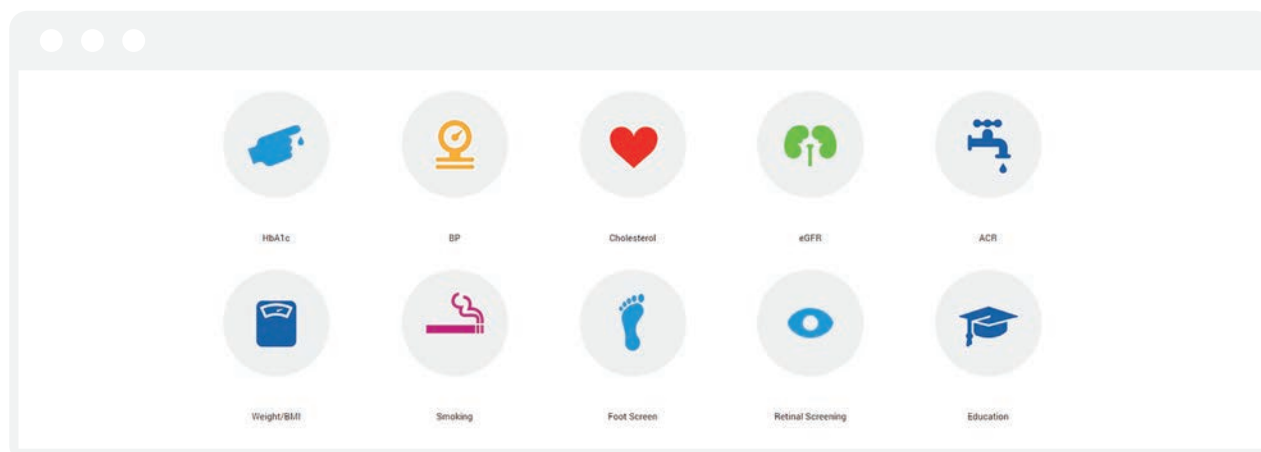 HbA1c BP Cholesterol eGFR ACR
Weight/BMI Smoking Foot Screen Retinal Screening Education